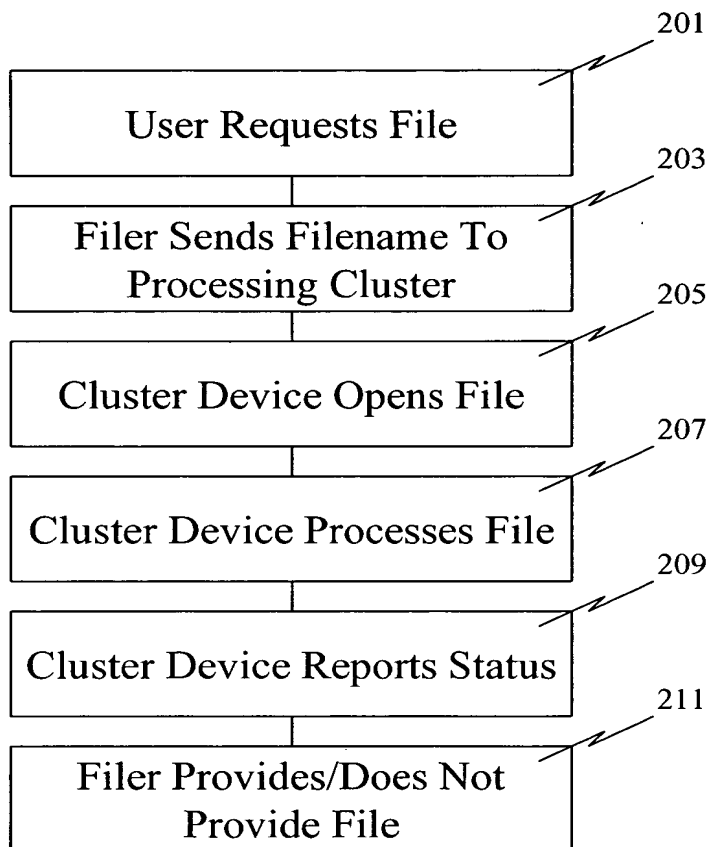 201
User Requests File
203
Filer Sends Filename To
Processing Cluster
205
Cluster Device Opens File
207
Cluster Device Processes File
209
Cluster Device Reports Status
211
Filer Provides/Does Not
Provide File